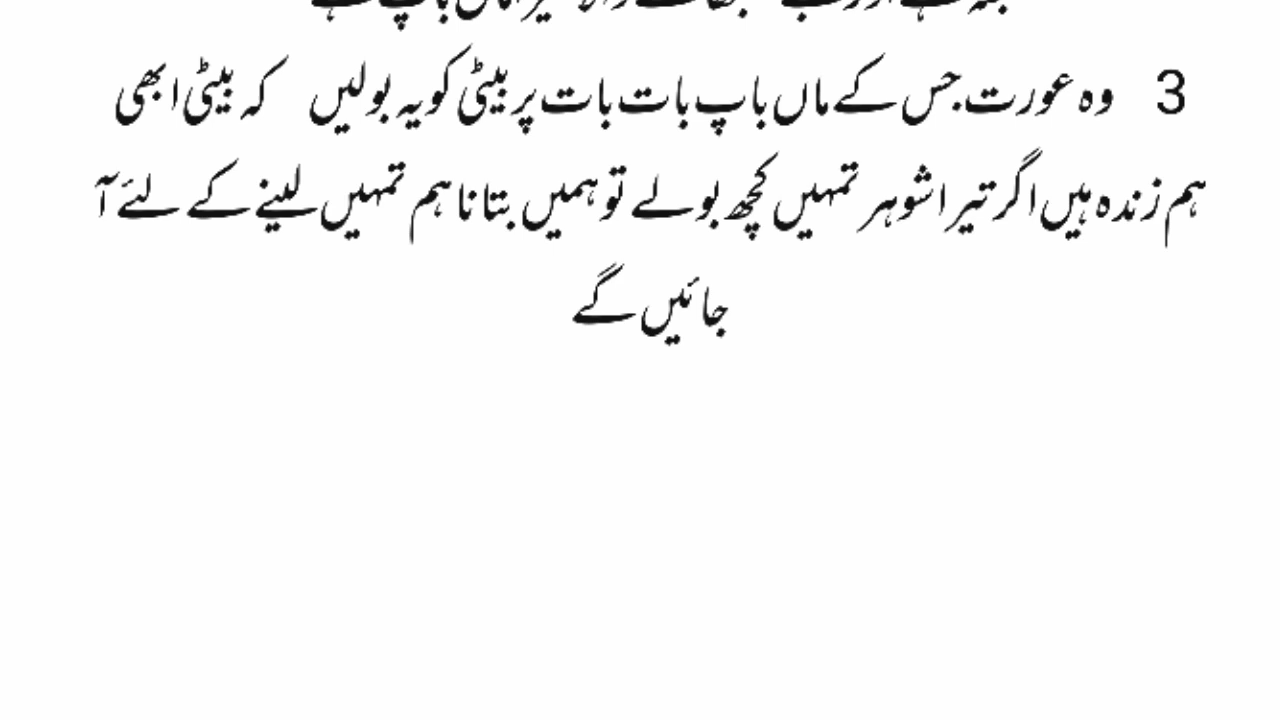 3 وہ عورت جس کے ماں باپ بات بات پر بیٹی کو یہ بولیں کہ بیٹی ابھی
ہم زندہ ہیں اگر تیرا شوہر تمہیں کچھ بولے تو ہمیں بتانا ہم تمہیں لینے کے لئے آ
جائیں گے